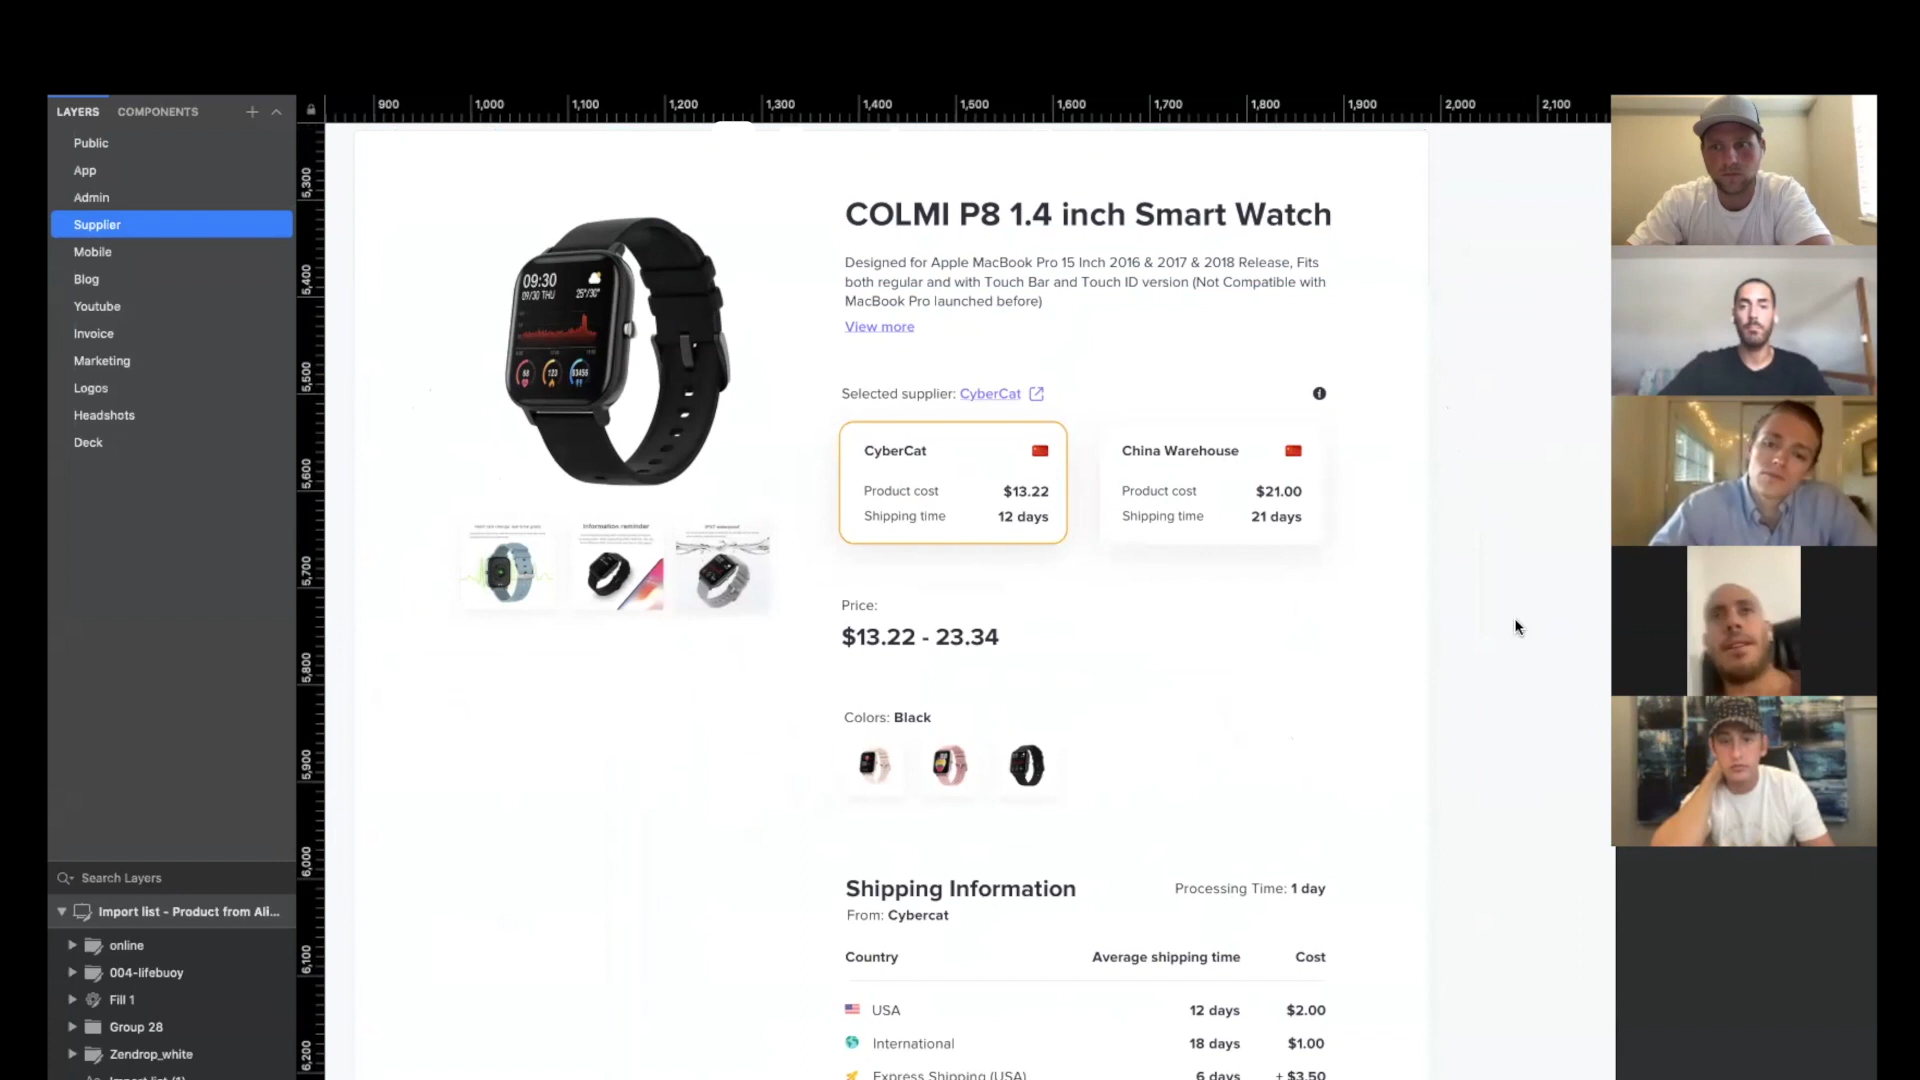 LAYERS COMPONENTS
Public
App
Admin
Supplier
Mobile
Blog
Youtube
Invoice
Marketing
Logos
Headshots
Deck
Search Layers
Import list - Product from Ali...
online
004-lifebuoy
Fill 1
Group 28
Zendrop_white
900 1,000 1,100 1,200 1,300 1,400 1,500 1,600 1,700 1,800 1,900 2,000 2,100
5,300
5,400
5,500
5,600
5,700
5,800
5,900
6,000
6,100
6,200
09:30
09/30 THU 25°/30°
Information reminder
COLMI P8 1.4 inch Smart Watch
Designed for Apple MacBook Pro 15 Inch 2016 & 2017 & 2018 Release, Fits
both regular and with Touch Bar and Touch ID version (Not Compatible with
MacBook Pro launched before)
View more
Selected supplier: CyberCat
CyberCat
Product cost $13.22
Shipping time 12 days
China Warehouse
Product cost $21.00
Shipping time 21 days
Price:
$13.22 - 23.34
Colors: Black
Shipping Information
Processing Time: 1 day
From: Cybercat
Country Average shipping time Cost
USA 12 days $2.00
International 18 days $1.00
Express Shipping (USA) 6 days + $3.50